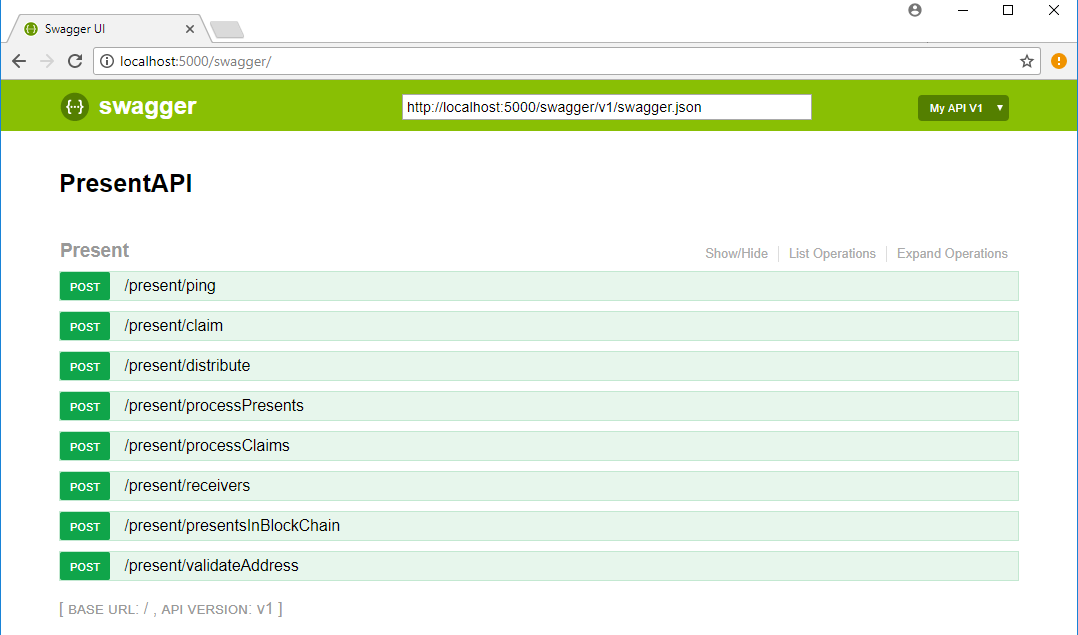 Swagger UI
localhost:5000/swagger/
{···} swagger http://localhost:5000/swagger/v1/swagger.json My API V1
PresentAPI
Present Show/Hide List Operations Expand Operations
POST /present/ping
POST /present/claim
POST /present/distribute
POST /present/processPresents
POST /present/processClaims
POST /present/receivers
POST /present/presentsInBlockChain
POST /present/validateAddress
[ BASE URL: / , API VERSION: V1 ]